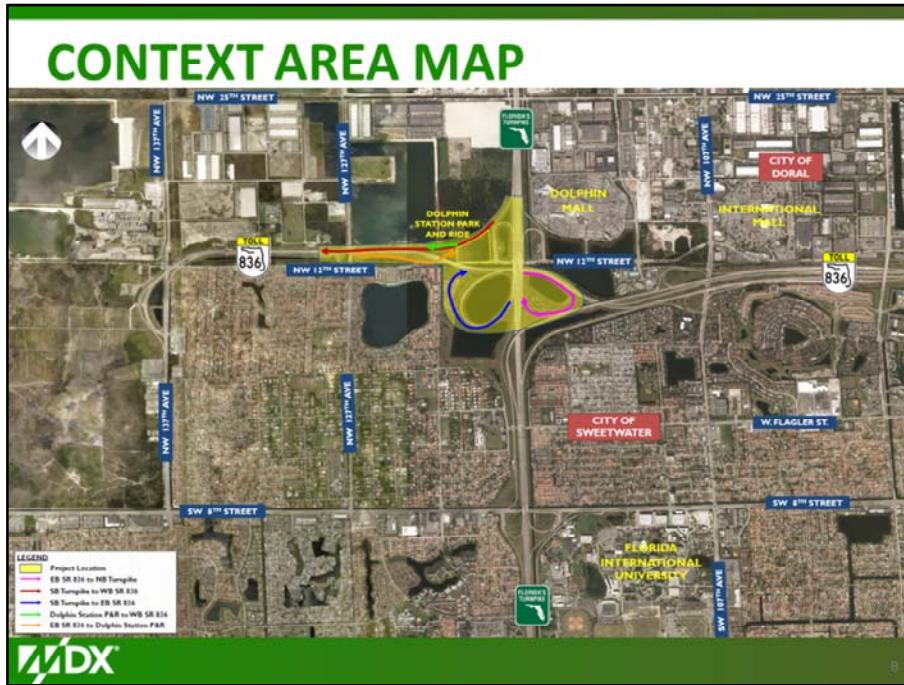 CONTEXT AREA MAP
NW 25TH STREET
NW 25TH STREET
NW 137TH AVE
NW 127TH AVE
FLORIDA'S
TURNPIKE
NW 107TH AVE
CITY OF
DORAL
DOLPHIN
MALL
INTERNATIONAL
MALL
DOLPHIN
STATION PARK
AND RIDE
TOLL
836
NW 12TH STREET
NW 12TH STREET
TOLL
836
NW 137TH AVE
NW 127TH AVE
CITY OF
SWEETWATER
W. FLAGLER ST.
SW 8TH STREET
SW 8TH STREET
FLORIDA
INTERNATIONAL
UNIVERSITY
SW 107TH AVE
FLORIDA'S
TURNPIKE
LEGEND
Project Location
EB SR 836 to NB Turnpike
SB Turnpike to WB SR 836
SB Turnpike to EB SR 836
Dolphin Station P&R to WB SR 836
EB SR 836 to Dolphin Station P&R
MDX
8